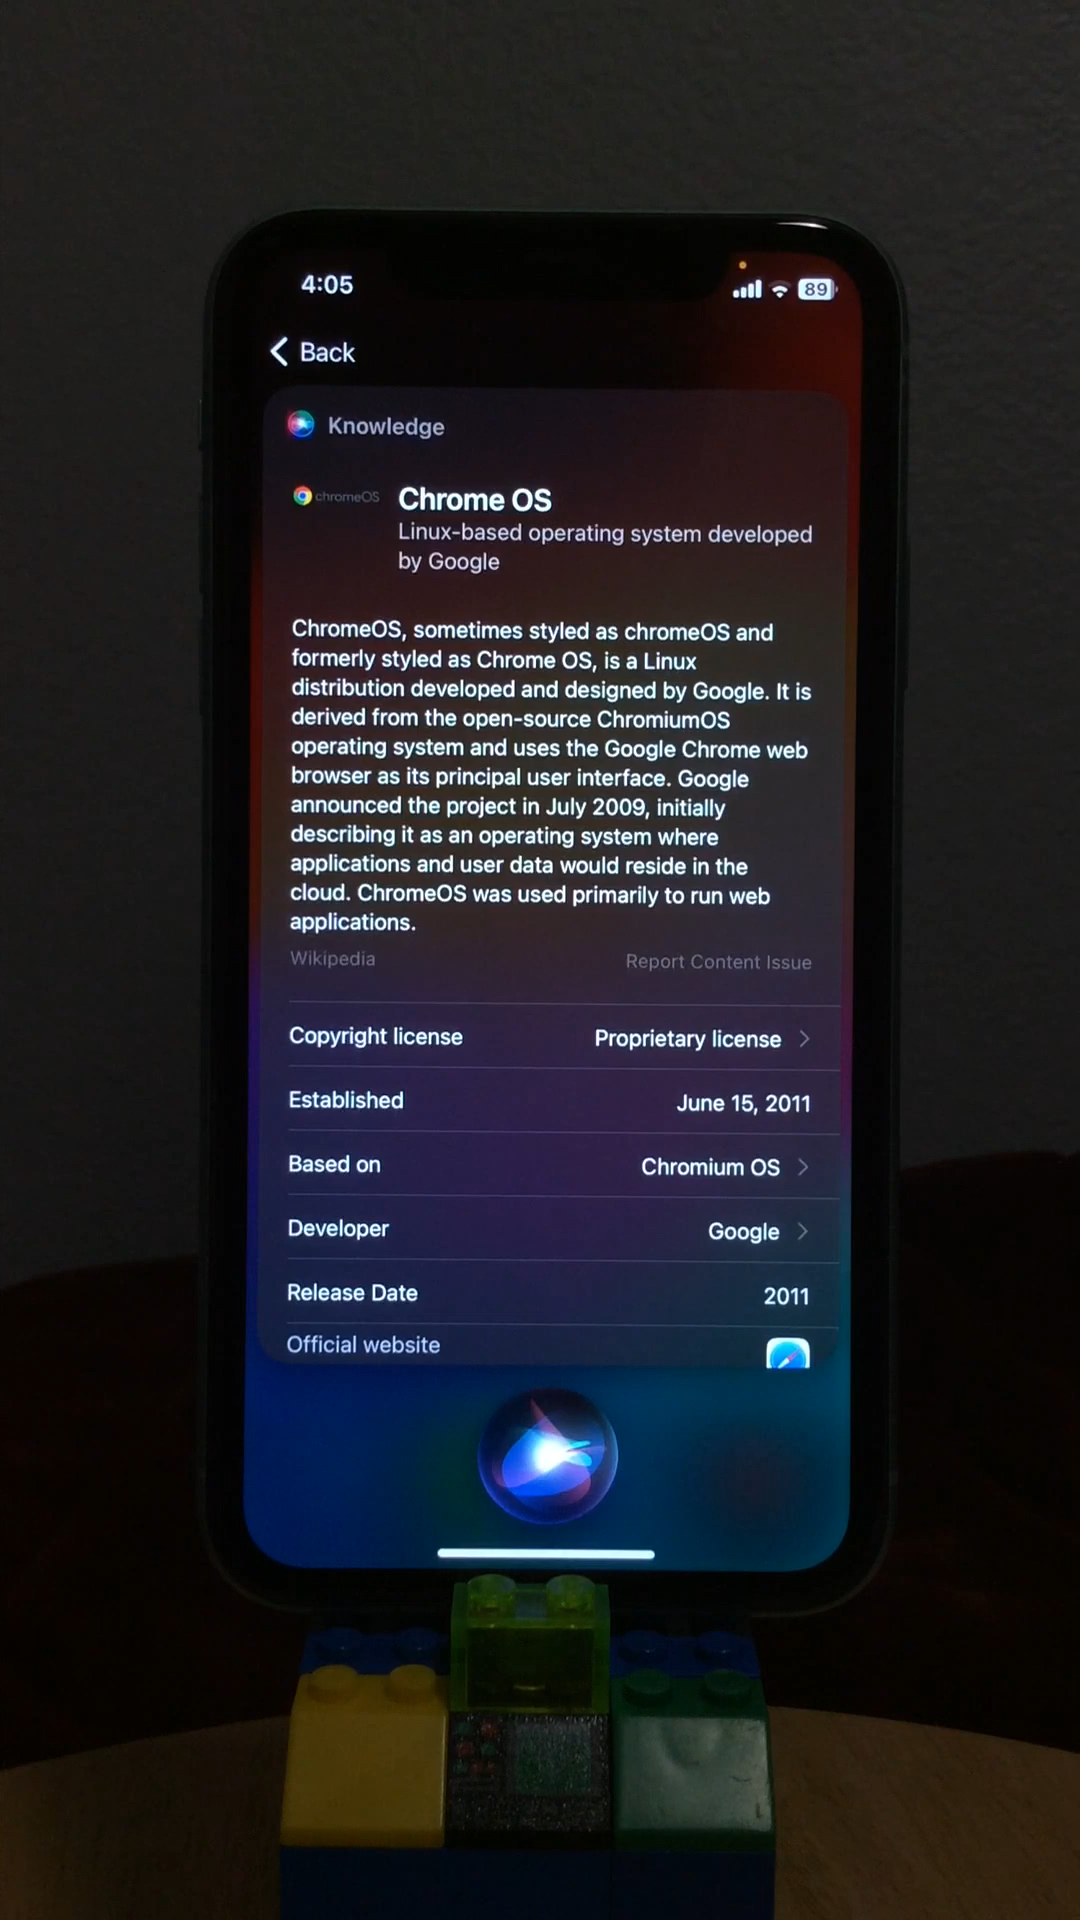 4:05
89
Back
Knowledge
chromeOS
Chrome OS
Linux-based operating system developed
by Google
ChromeOS, sometimes styled as chromeOS and
formerly styled as Chrome OS, is a Linux
distribution developed and designed by Google. It is
derived from the open-source ChromiumOS
operating system and uses the Google Chrome web
browser as its principal user interface. Google
announced the project in July 2009, initially
describing it as an operating system where
applications and user data would reside in the
cloud. ChromeOS was used primarily to run web
applications.
Wikipedia Report Content Issue
Copyright license Proprietary license
Established June 15, 2011
Based on Chromium OS
Developer Google
Release Date 2011
Official website